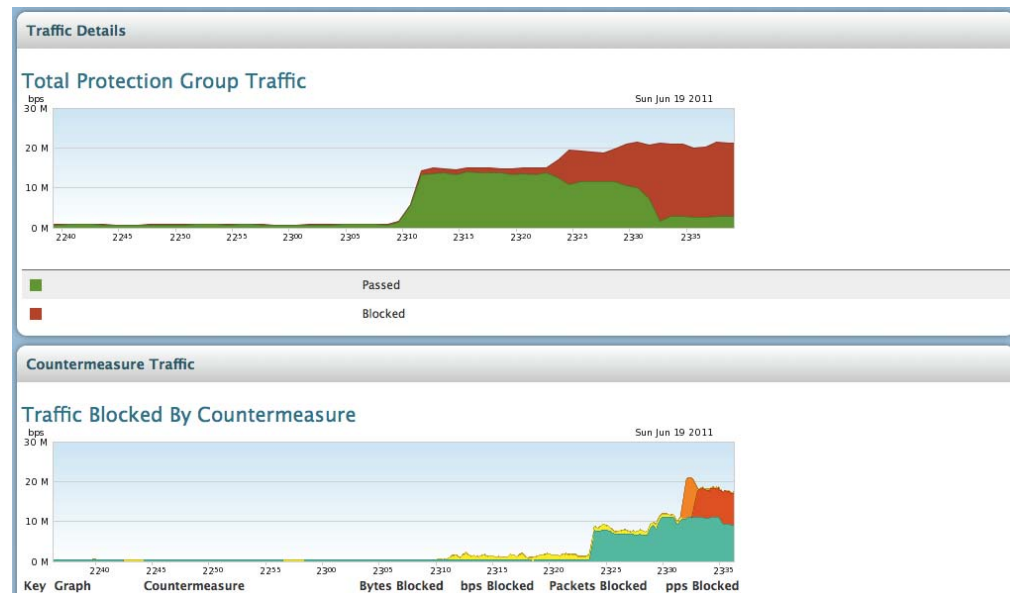 Traffic Details
Total Protection Group Traffic
bps
Sun Jun 19 2011
30 M
20 M
10 M
0 M
2240 2245 2250 2255 2300 2305 2310 2315 2320 2325 2330 2335
Passed
Blocked
Countermeasure Traffic
Traffic Blocked By Countermeasure
bps
Sun Jun 19 2011
30 M
20 M
10 M
0 M
2240 2245 2250 2255 2300 2305 2310 2315 2320 2325 2330 2335
Key Graph Countermeasure Bytes Blocked bps Blocked Packets Blocked pps Blocked